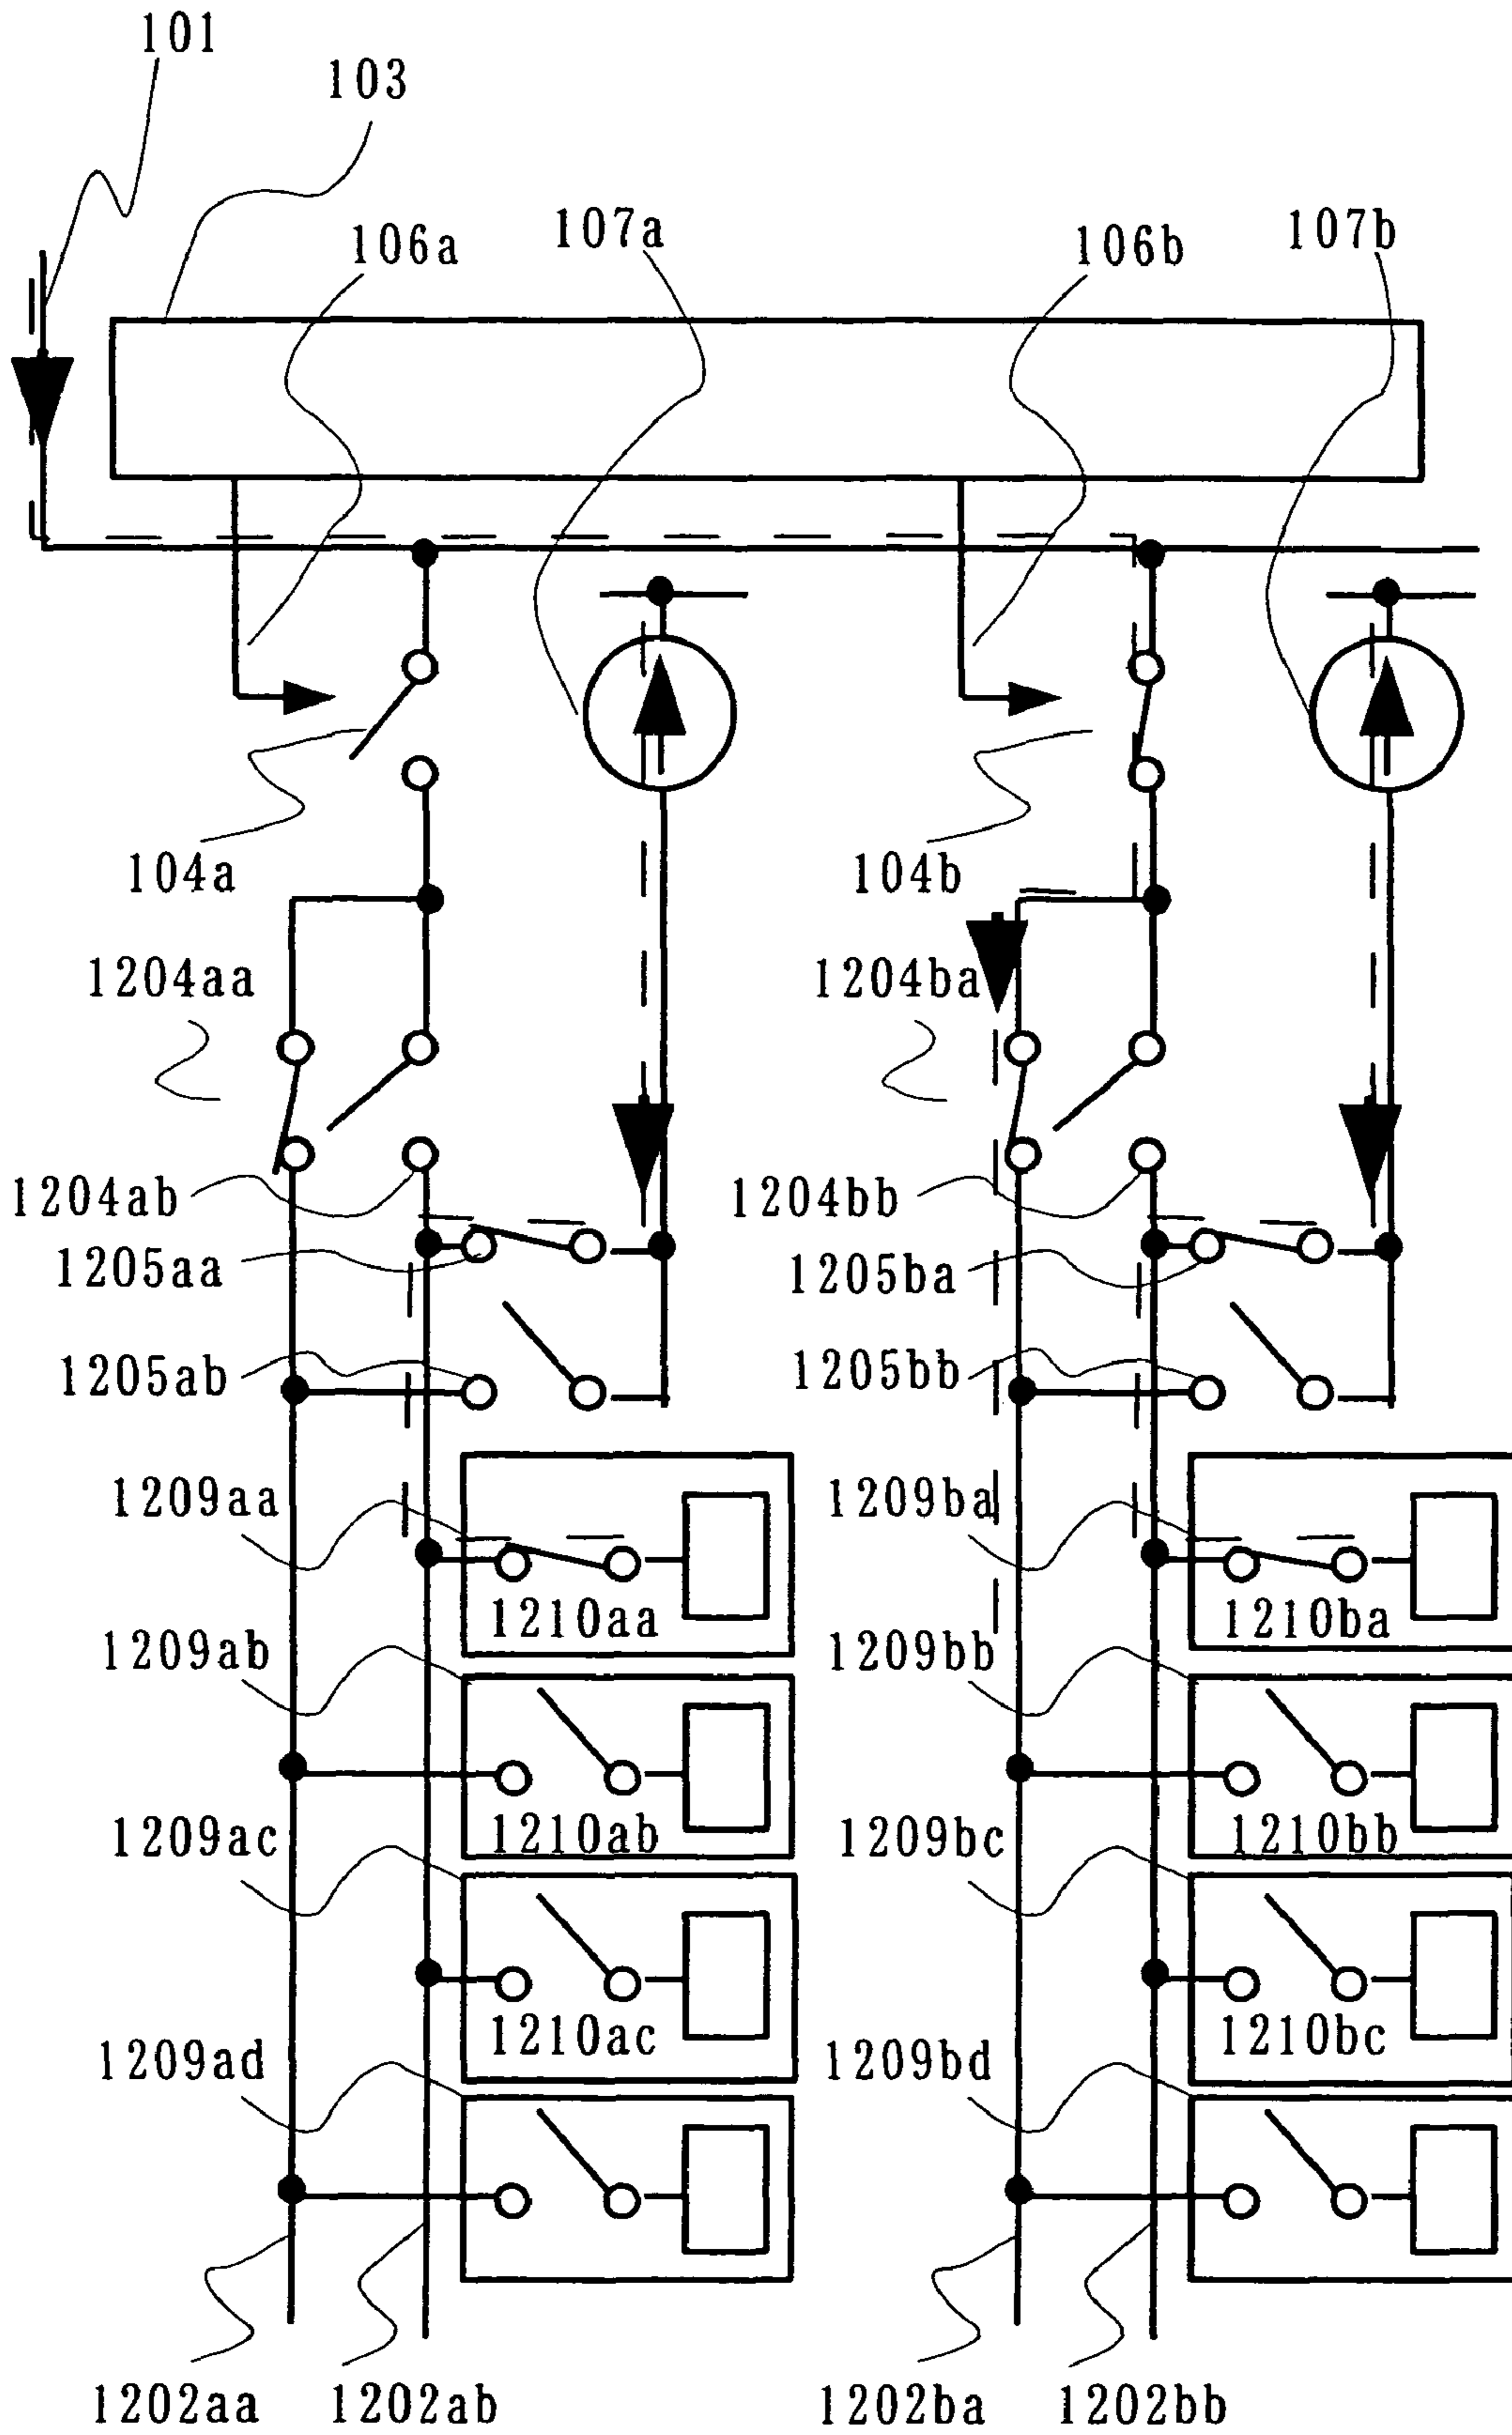 101
103
106a 107a 106b 107b
104a 104b
1204aa 1204ba
1204ab 1204bb
1205aa 1205ba
1205ab 1205bb
1209aa 1209ba
1210aa 1210ba
1209ab 1209bb
1210ab 1210bb
1209ac 1209bc
1210ac 1210bc
1209ad 1209bd
1202aa 1202ab 1202ba 1202bb